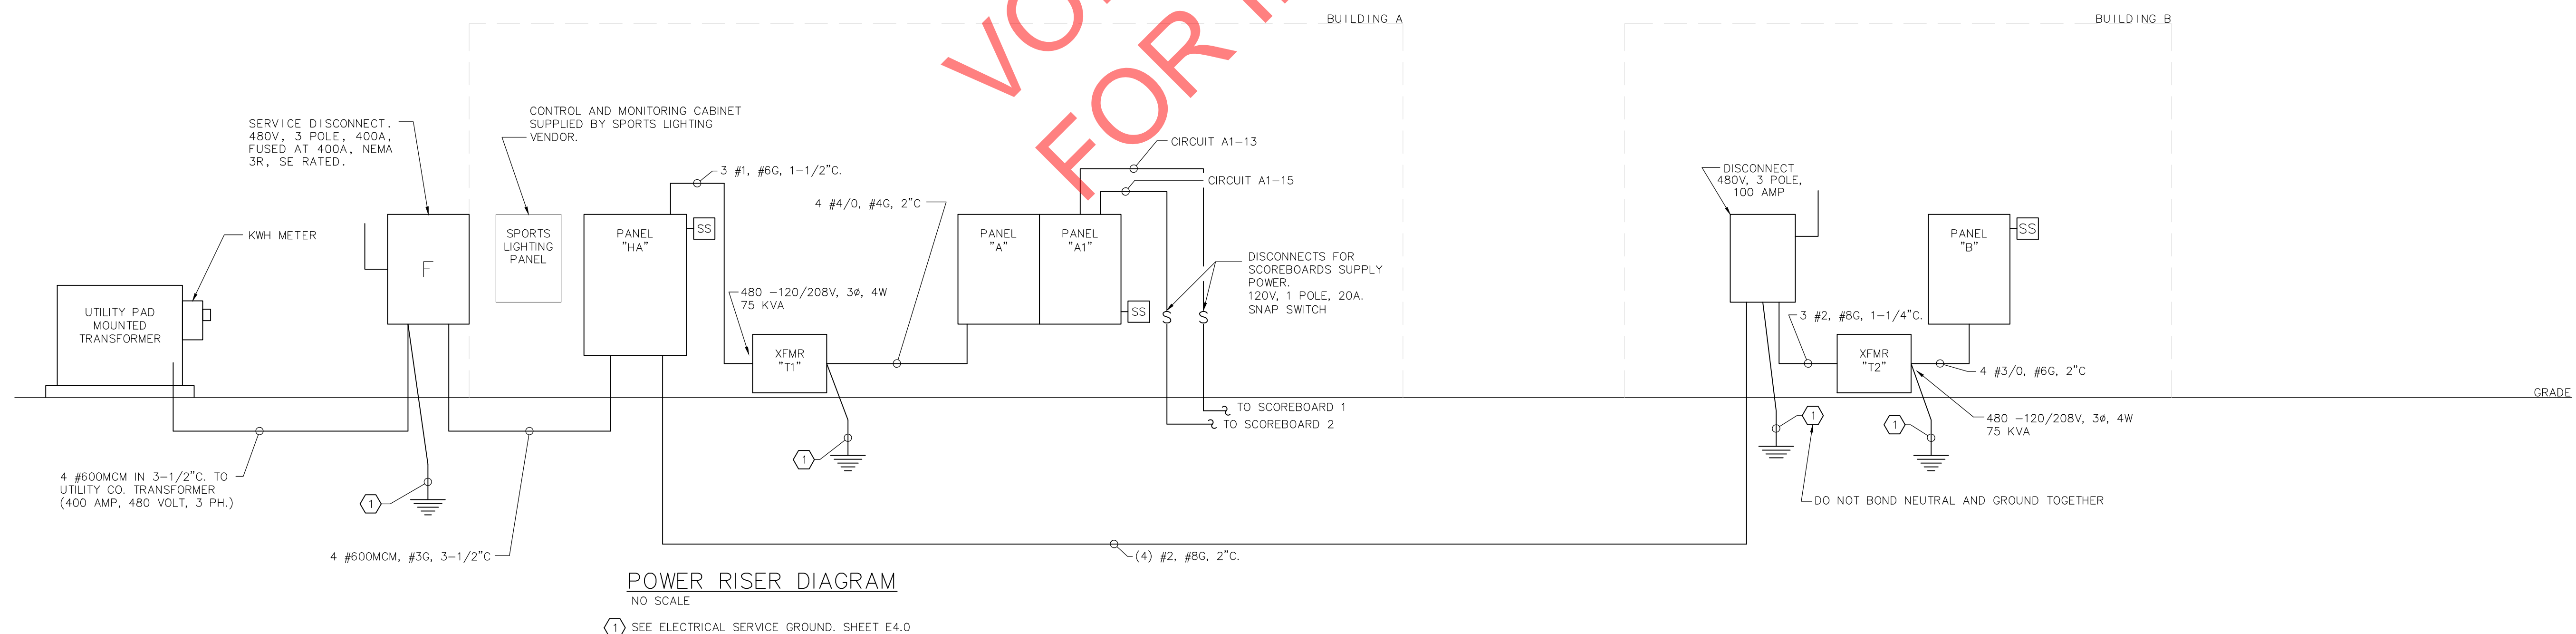 BUILDING A
BUILDING B
SERVICE DISCONNECT.
480V, 3 POLE, 400A,
FUSED AT 400A, NEMA
3R, SE RATED.
CONTROL AND MONITORING CABINET
SUPPLIED BY SPORTS LIGHTING
VENDOR.
CIRCUIT A1-13
CIRCUIT A1-15
3 #1, #6G, 1-1/2"C.
4 #4/0, #4G, 2"C
DISCONNECT
480V, 3 POLE,
100 AMP
KWH METER
F
SPORTS
LIGHTING
PANEL
PANEL
"HA"
SS
PANEL
"A"
PANEL
"A1"
SS
DISCONNECTS FOR
SCOREBOARDS SUPPLY
POWER.
120V, 1 POLE, 20A.
SNAP SWITCH
S
S
PANEL
"B"
SS
UTILITY PAD
MOUNTED
TRANSFORMER
480 -120/208V, 3ø, 4W
75 KVA
XFMR
"T1"
3 #2, #8G, 1-1/4"C.
XFMR
"T2"
4 #3/0, #6G, 2"C
GRADE
TO SCOREBOARD 1
TO SCOREBOARD 2
480 -120/208V, 3ø, 4W
75 KVA
1
1
1
1
4 #600MCM IN 3-1/2"C. TO
UTILITY CO. TRANSFORMER
(400 AMP, 480 VOLT, 3 PH.)
DO NOT BOND NEUTRAL AND GROUND TOGETHER
4 #600MCM, #3G, 3-1/2"C
(4) #2, #8G, 2"C.
POWER RISER DIAGRAM
NO SCALE
1 SEE ELECTRICAL SERVICE GROUND. SHEET E4.0
FOR